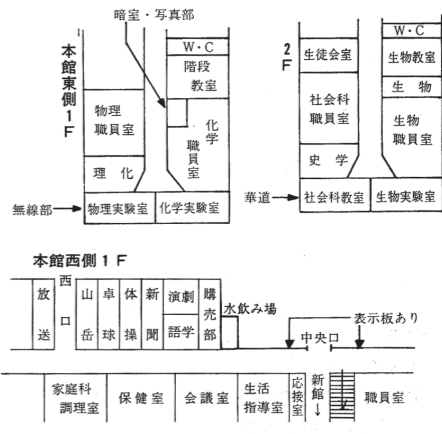 暗室・写真部
本館東側1F
W・C
階段
教室
物理
職員室
化学
職員室
理化
無線部
物理実験室
化学実験室
2F
生徒会室
W・C
生物教室
社会科
職員室
生物
生物
職員室
史学
華道
社会科教室
生物実験室
本館西側1F
放送
西口
山岳
卓球
体操
新聞
演劇
語学
購売部
水飲み場
中央口
表示板あり
家庭科
調理室
保健室
会議室
生活
指導室
応接室
新館↓
職員室